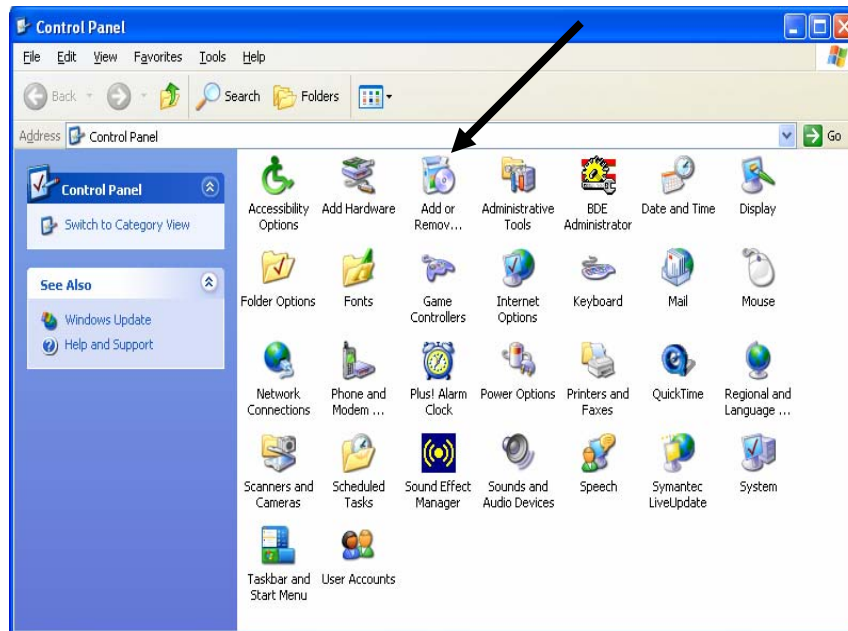 Control Panel
File Edit View Favorites Tools Help
Back Search Folders
Address Control Panel Go
Control Panel
Switch to Category View
See Also
Windows Update
Help and Support
Accessibility Options
Add Hardware
Add or Remov...
Administrative Tools
BDE Administrator
Date and Time
Display
Folder Options
Fonts
Game Controllers
Internet Options
Keyboard
Mail
Mouse
Network Connections
Phone and Modem ...
Plus! Alarm Clock
Power Options
Printers and Faxes
QuickTime
Regional and Language ...
Scanners and Cameras
Scheduled Tasks
Sound Effect Manager
Sounds and Audio Devices
Speech
Symantec LiveUpdate
System
Taskbar and Start Menu
User Accounts